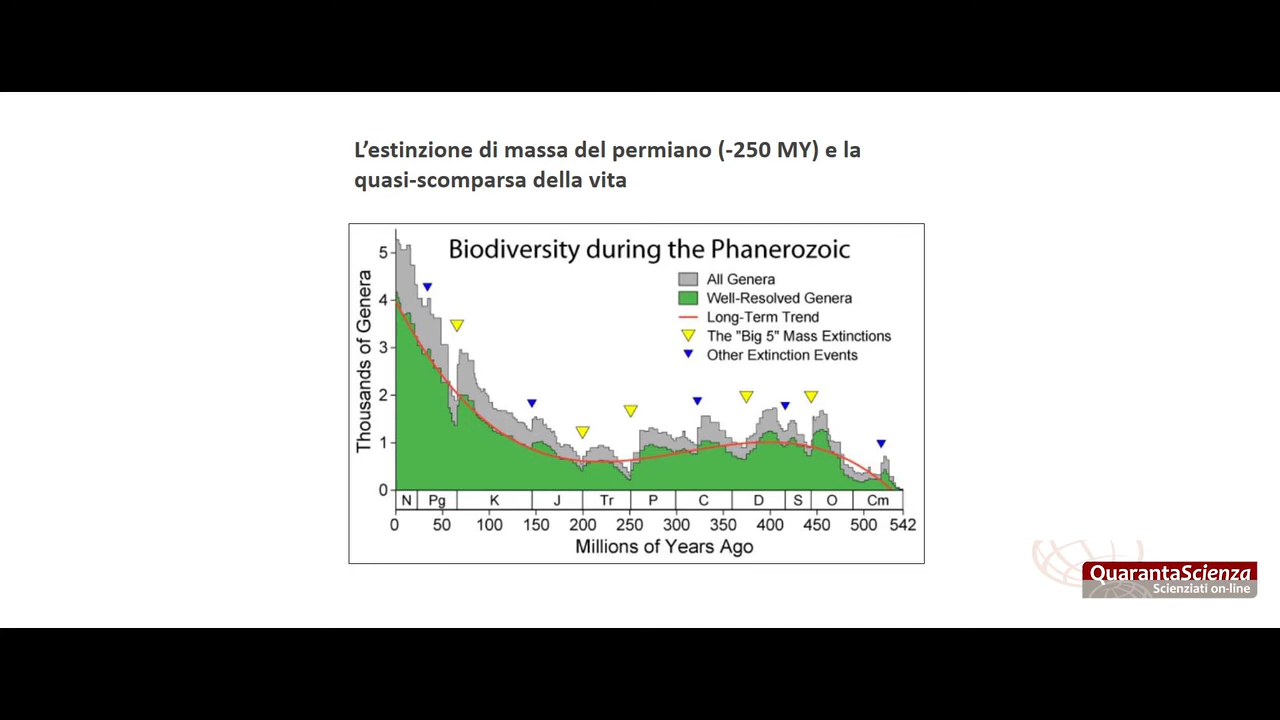 L'estinzione di massa del permiano (-250 MY) e la
quasi-scomparsa della vita
Biodiversity during the Phanerozoic
All Genera
Well-Resolved Genera
Long-Term Trend
The "Big 5" Mass Extinctions
Other Extinction Events
Thousands of Genera
5
4
3
2
1
0
N Pg K J Tr P C D S O Cm
0 50 100 150 200 250 300 350 400 450 500 542
Millions of Years Ago
QuarantaScienza
Scienziati on-line